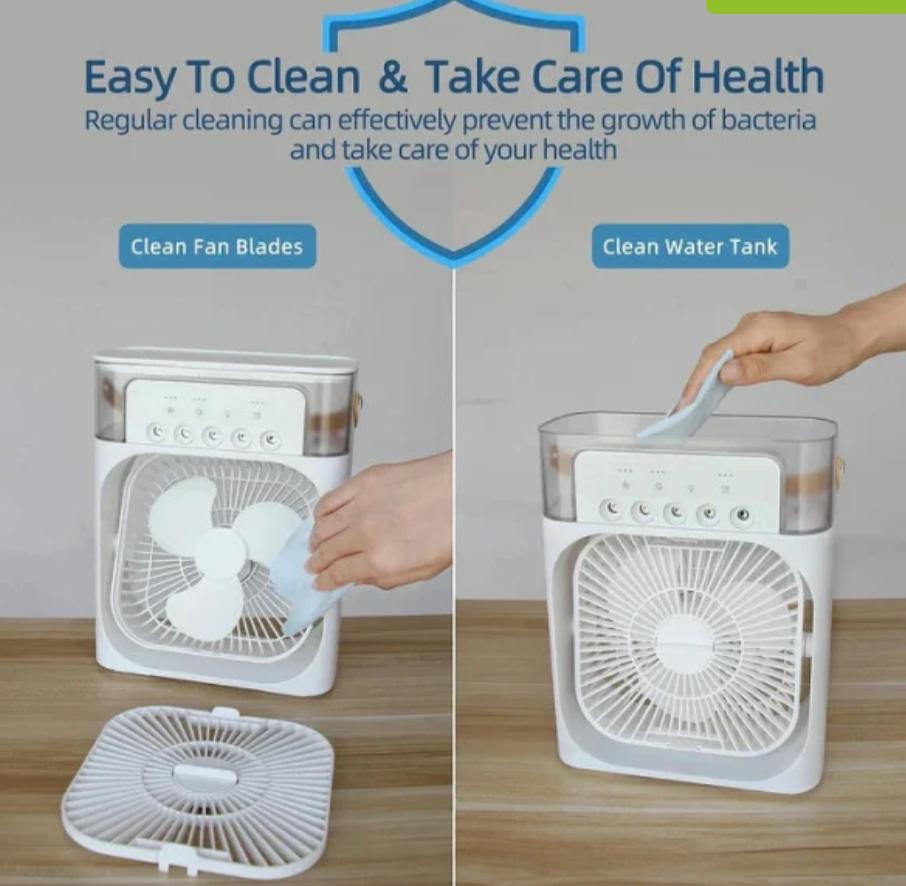 Easy To Clean & Take Care Of Health
Regular cleaning can effectively prevent the growth of bacteria
and take care of your health
Clean Fan Blades
Clean Water Tank